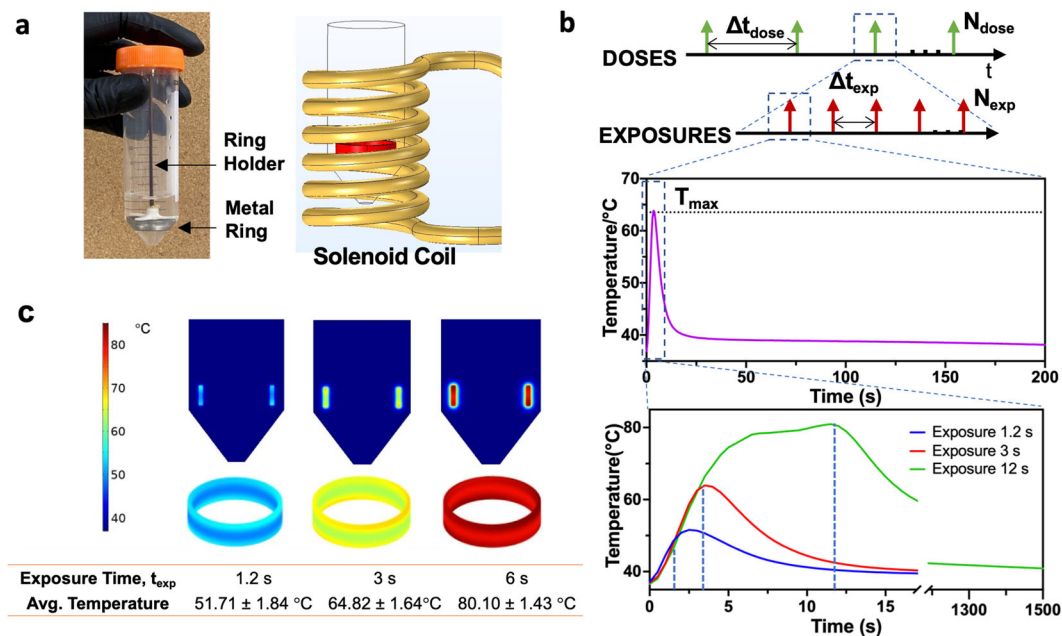 a
Ring
Holder
Metal
Ring
Solenoid Coil
b
Δt_dose
N_dose
DOSES
t
Δt_exp
N_exp
EXPOSURES
70
60
50
40
Temperature/°C
T_max
0
50
100
150
200
Time (s)
80
60
40
Temperature(°C)
Exposure 1.2 s
Exposure 3 s
Exposure 12 s
0
5
10
15
1300
1500
Time (s)
c
°C
80
70
60
50
40
Exposure Time, t_exp 1.2 s 3 s 6 s
Avg. Temperature 51.71 ± 1.84 °C 64.82 ± 1.64°C 80.10 ± 1.43 °C